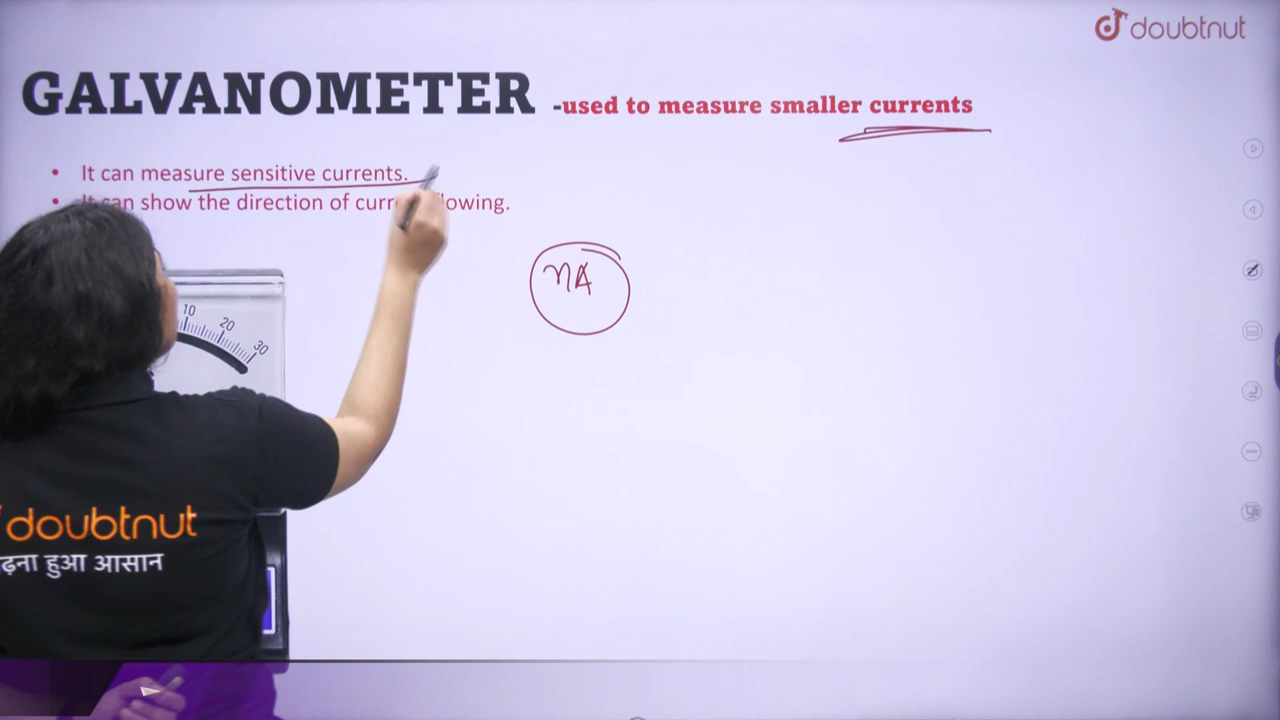 doubtnut
GALVANOMETER -used to measure smaller currents
• It can measure sensitive currents.
• It can show the direction of curr lowing.
nA
10 20 30
doubtnut
ढ़ना हुआ आसान